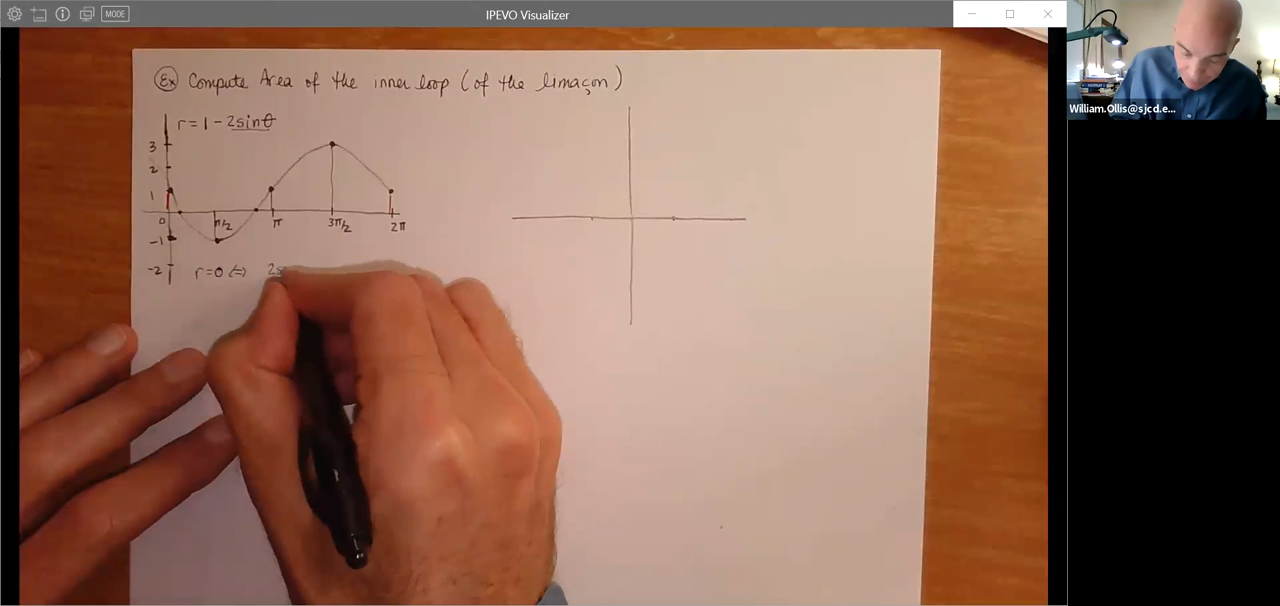 MODE
IPEVO Visualizer
William.Ollis@sjcd.e...
Ex Compute Area of the inner loop (of the limaçon)
r = 1 - 2sinθ
3
2
1
0
π/2
π
3π/2
2π
-1
-2
r=0 ⇔ 2s